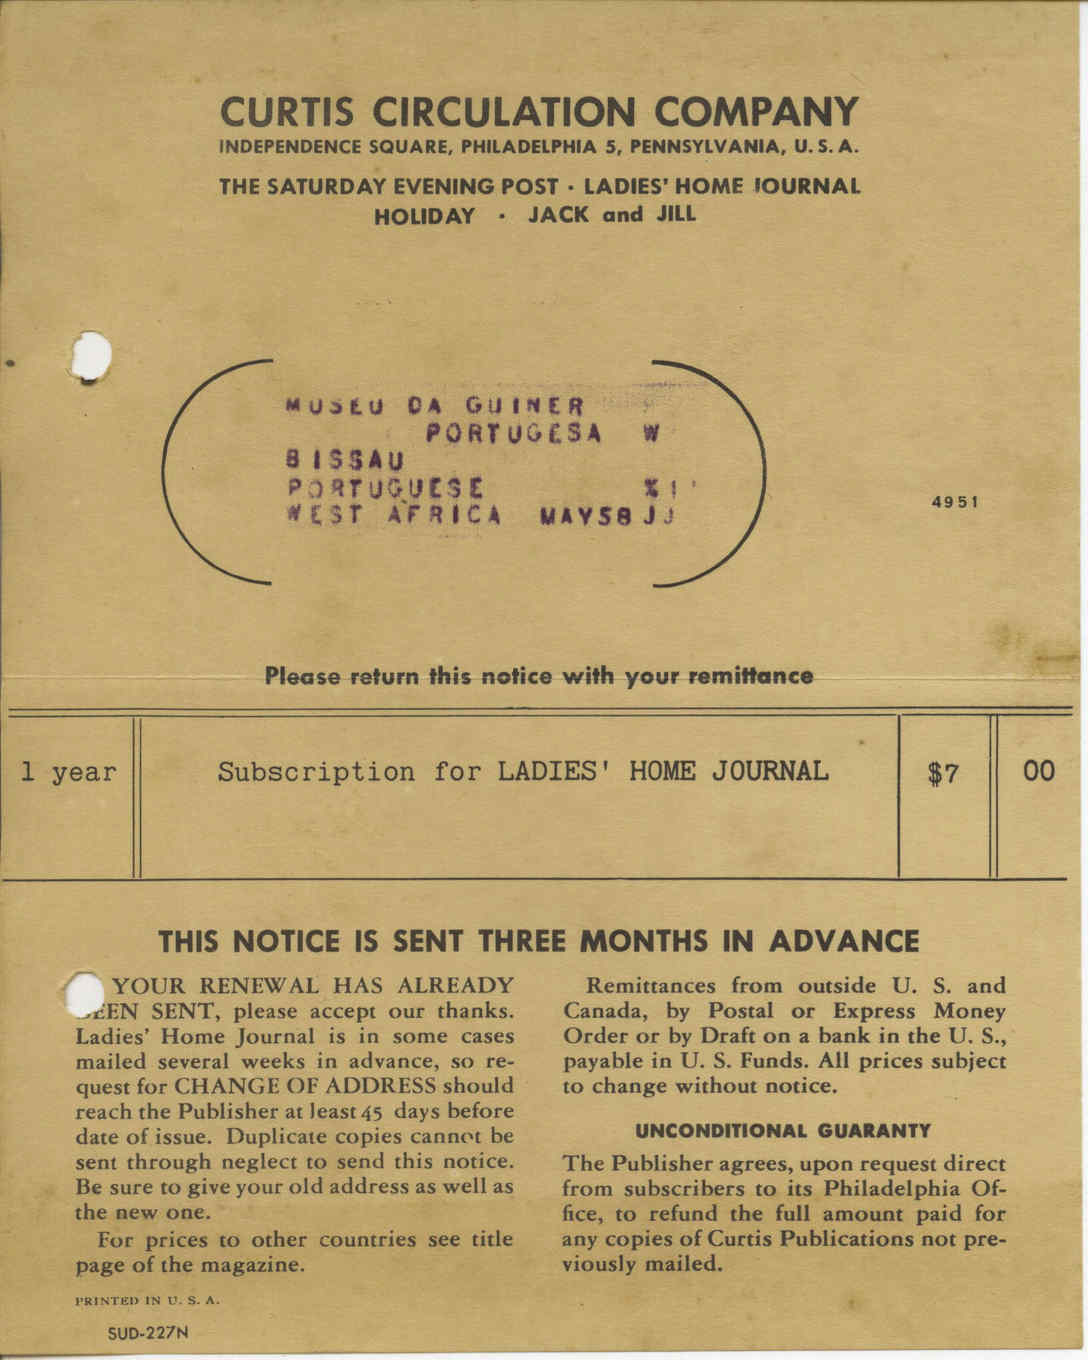 CURTIS CIRCULATION COMPANY
INDEPENDENCE SQUARE, PHILADELPHIA 5, PENNSYLVANIA, U. S. A.
THE SATURDAY EVENING POST · LADIES' HOME JOURNAL
HOLIDAY · JACK and JILL
MUSEU DA GUINER
PORTUGESA W
BISSAU
PORTUGUESE
WEST AFRICA MAY58 JJ
4951
Please return this notice with your remittance
1 year Subscription for LADIES' HOME JOURNAL $7 00
THIS NOTICE IS SENT THREE MONTHS IN ADVANCE
YOUR RENEWAL HAS ALREADY
BEEN SENT, please accept our thanks.
Ladies' Home Journal is in some cases
mailed several weeks in advance, so re-
quest for CHANGE OF ADDRESS should
reach the Publisher at least 45 days before
date of issue. Duplicate copies cannot be
sent through neglect to send this notice.
Be sure to give your old address as well as
the new one.
For prices to other countries see title
page of the magazine.
PRINTED IN U. S. A.
SUD-227N
Remittances from outside U. S. and
Canada, by Postal or Express Money
Order or by Draft on a bank in the U. S.,
payable in U. S. Funds. All prices subject
to change without notice.
UNCONDITIONAL GUARANTY
The Publisher agrees, upon request direct
from subscribers to its Philadelphia Of-
fice, to refund the full amount paid for
any copies of Curtis Publications not pre-
viously mailed.